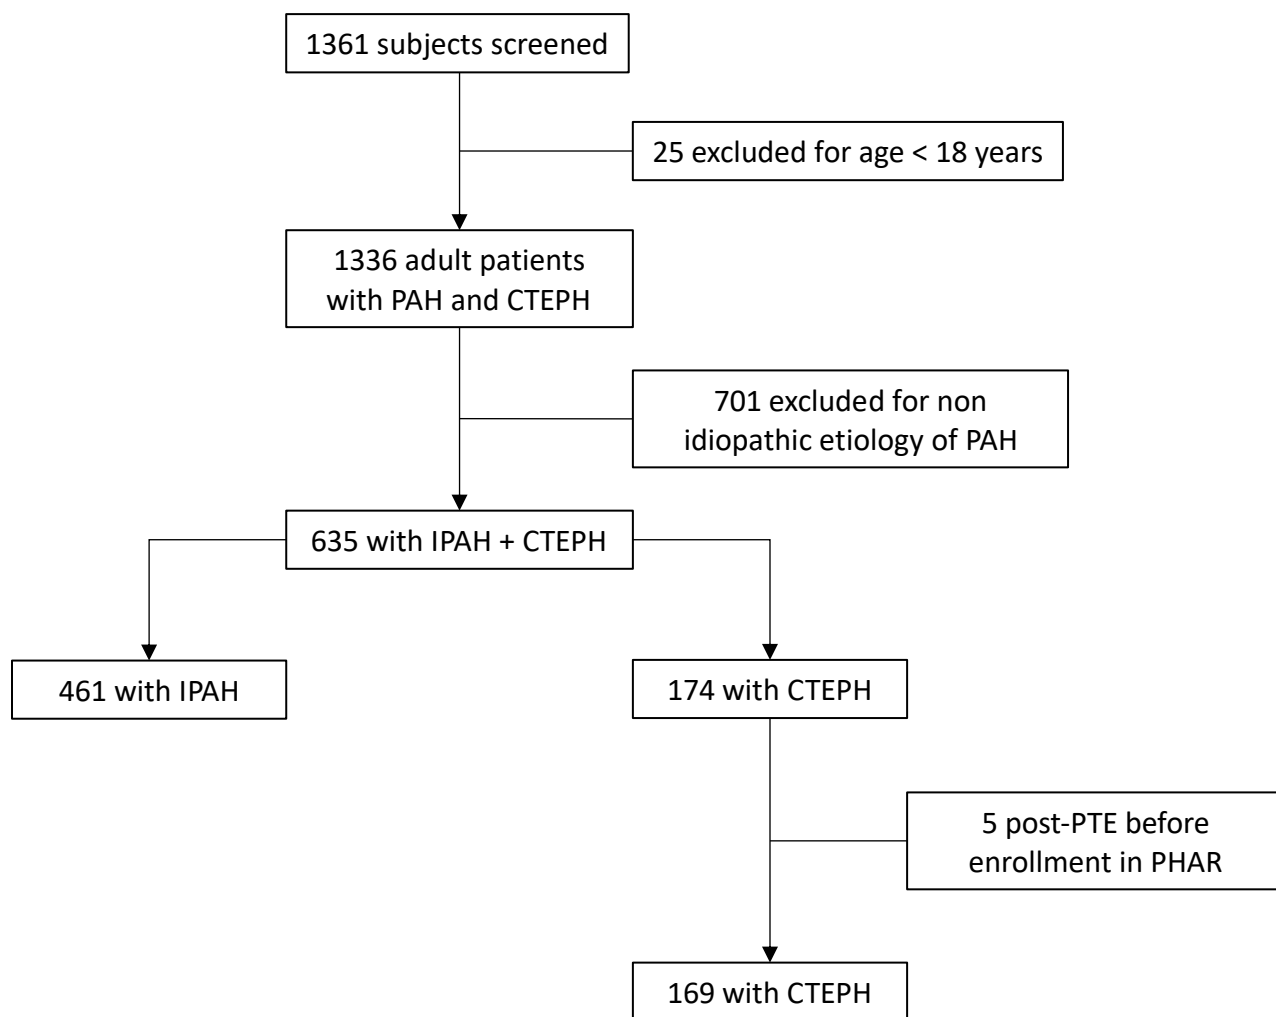 1361 subjects screened
25 excluded for age < 18 years
1336 adult patients
with PAH and CTEPH
701 excluded for non
idiopathic etiology of PAH
635 with IPAH + CTEPH
461 with IPAH
174 with CTEPH
5 post-PTE before
enrollment in PHAR
169 with CTEPH